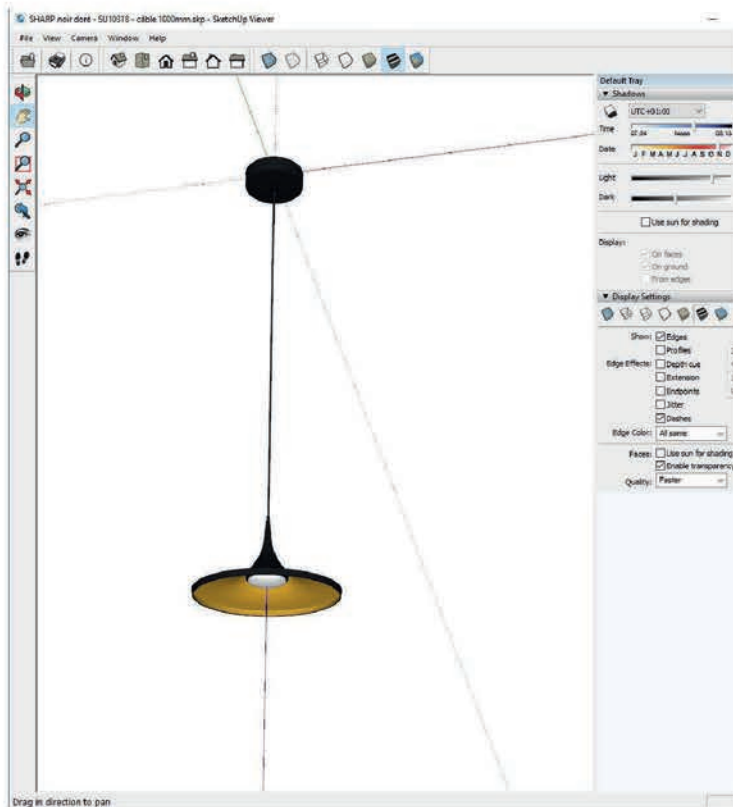 SHARP noir doré - SU10318 - câble 1000mm.skp - SketchUp Viewer
File View Camera Window Help
Default Tray
Shadows
UTC+01:00
Time
Noon
Date
J F M A M J J A S O N D
Light
Dark
Use sun for shading
Display:
On faces
On ground
From edges
Display Settings
Show: Edges
Profiles
Edge Effects: Depth cue
Extension
Endpoints
Jitter
Dashes
Edge Color: All same
Faces: Use sun for shading
Enable transparency
Quality: Faster
Drag in direction to pan